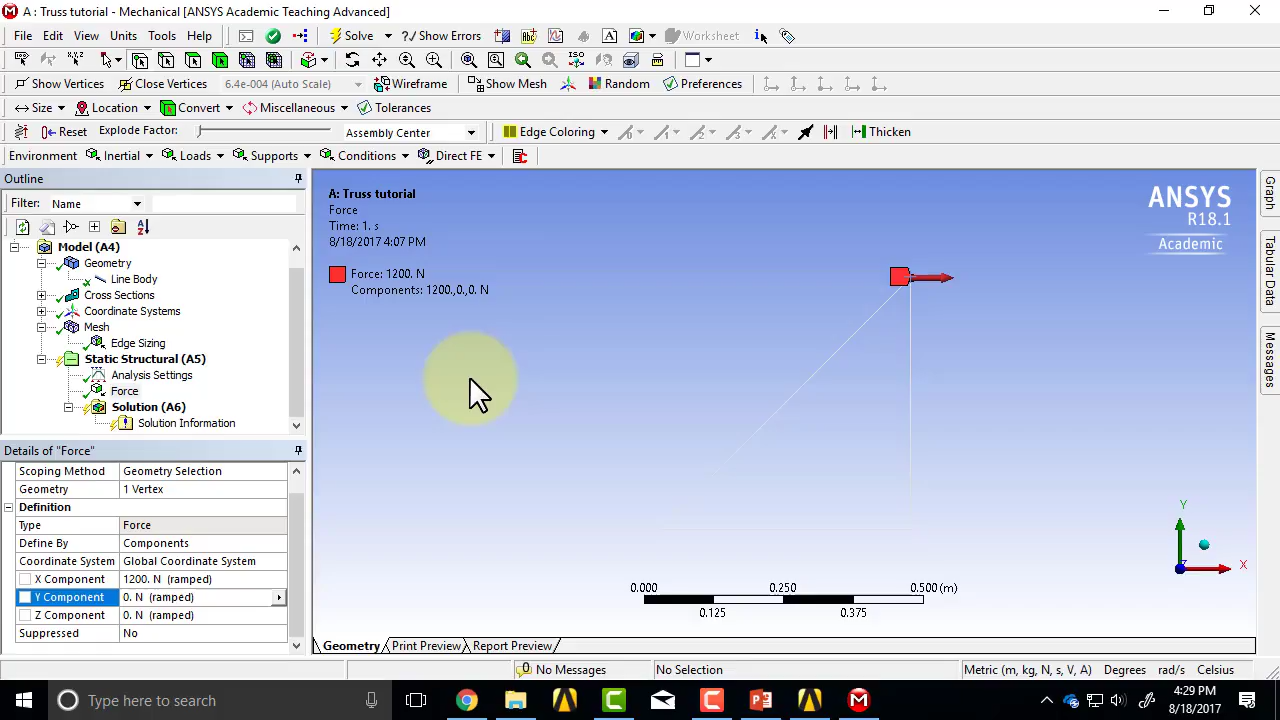 A : Truss tutorial - Mechanical [ANSYS Academic Teaching Advanced]
File Edit View Units Tools Help Solve Show Errors Worksheet
Show Vertices Close Vertices 6.4e-004 (Auto Scale) Wireframe Show Mesh Random Preferences
Size Location Convert Miscellaneous Tolerances
Reset Explode Factor: Assembly Center Edge Coloring Thicken
Environment Inertial Loads Supports Conditions Direct FE
Outline
Filter: Name
Model (A4)
Geometry
Line Body
Cross Sections
Coordinate Systems
Mesh
Edge Sizing
Static Structural (A5)
Analysis Settings
Force
Solution (A6)
Solution Information
Details of "Force"
Scoping Method Geometry Selection
Geometry 1 Vertex
Definition
Type Force
Define By Components
Coordinate System Global Coordinate System
X Component 1200. N (ramped)
Y Component 0. N (ramped)
Z Component 0. N (ramped)
Suppressed No
A: Truss tutorial
Force
Time: 1. s
8/18/2017 4:07 PM
Force: 1200. N
Components: 1200.,0.,0. N
ANSYS
R18.1
Academic
Graph
Tabular Data
Messages
Y
X
0.000 0.250 0.500 (m)
0.125 0.375
Geometry Print Preview Report Preview
0 No Messages No Selection Metric (m, kg, N, s, V, A) Degrees rad/s Celsius
Type here to search
4:29 PM
8/18/2017